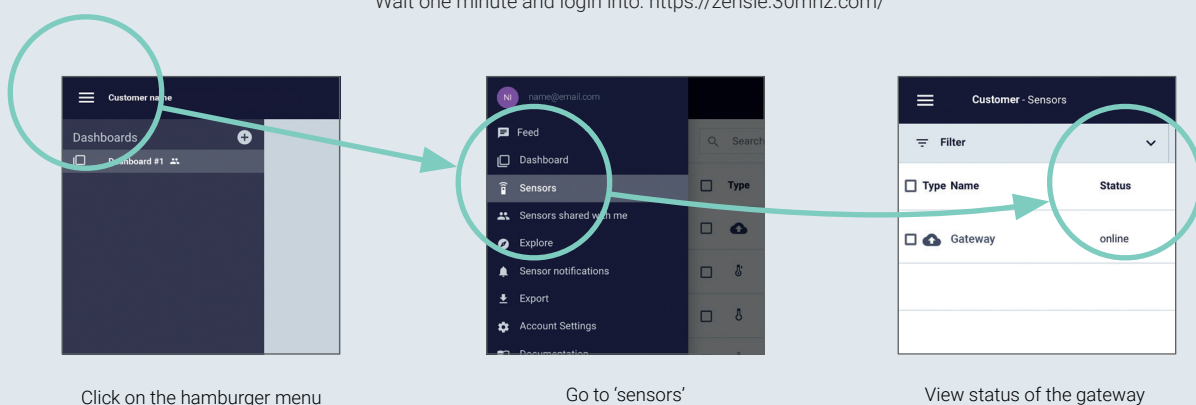 Wait one minute and login into: https://zensie.30mhz.com/
Customer name
Dashboards
Dashboard #1
Click on the hamburger menu
NI name@email.com
Feed
Dashboard
Sensors
Sensors shared with me
Explore
Sensor notifications
Export
Account Settings
Documentation
Search
Type
Go to ‘sensors’
Customer - Sensors
Filter
Type Name Status
Gateway online
View status of the gateway